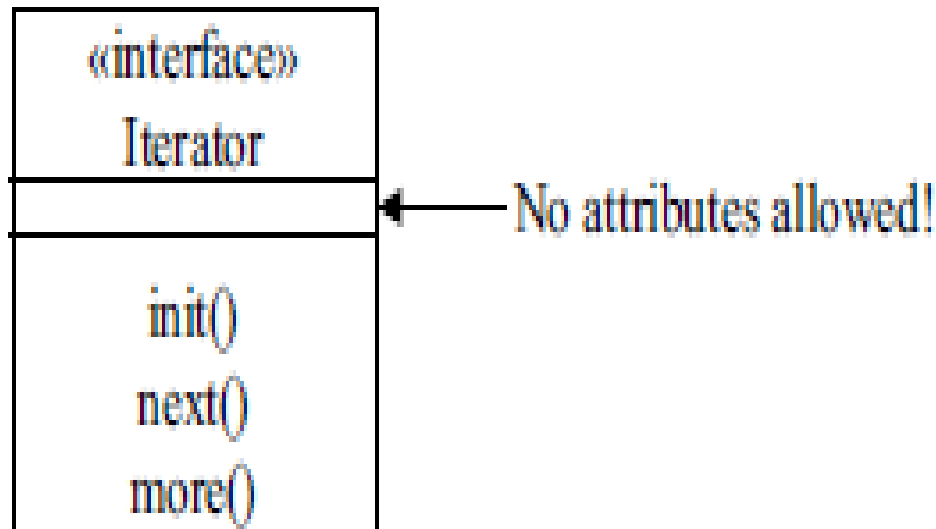 «interface»
Iterator
No attributes allowed!
init()
next()
more()